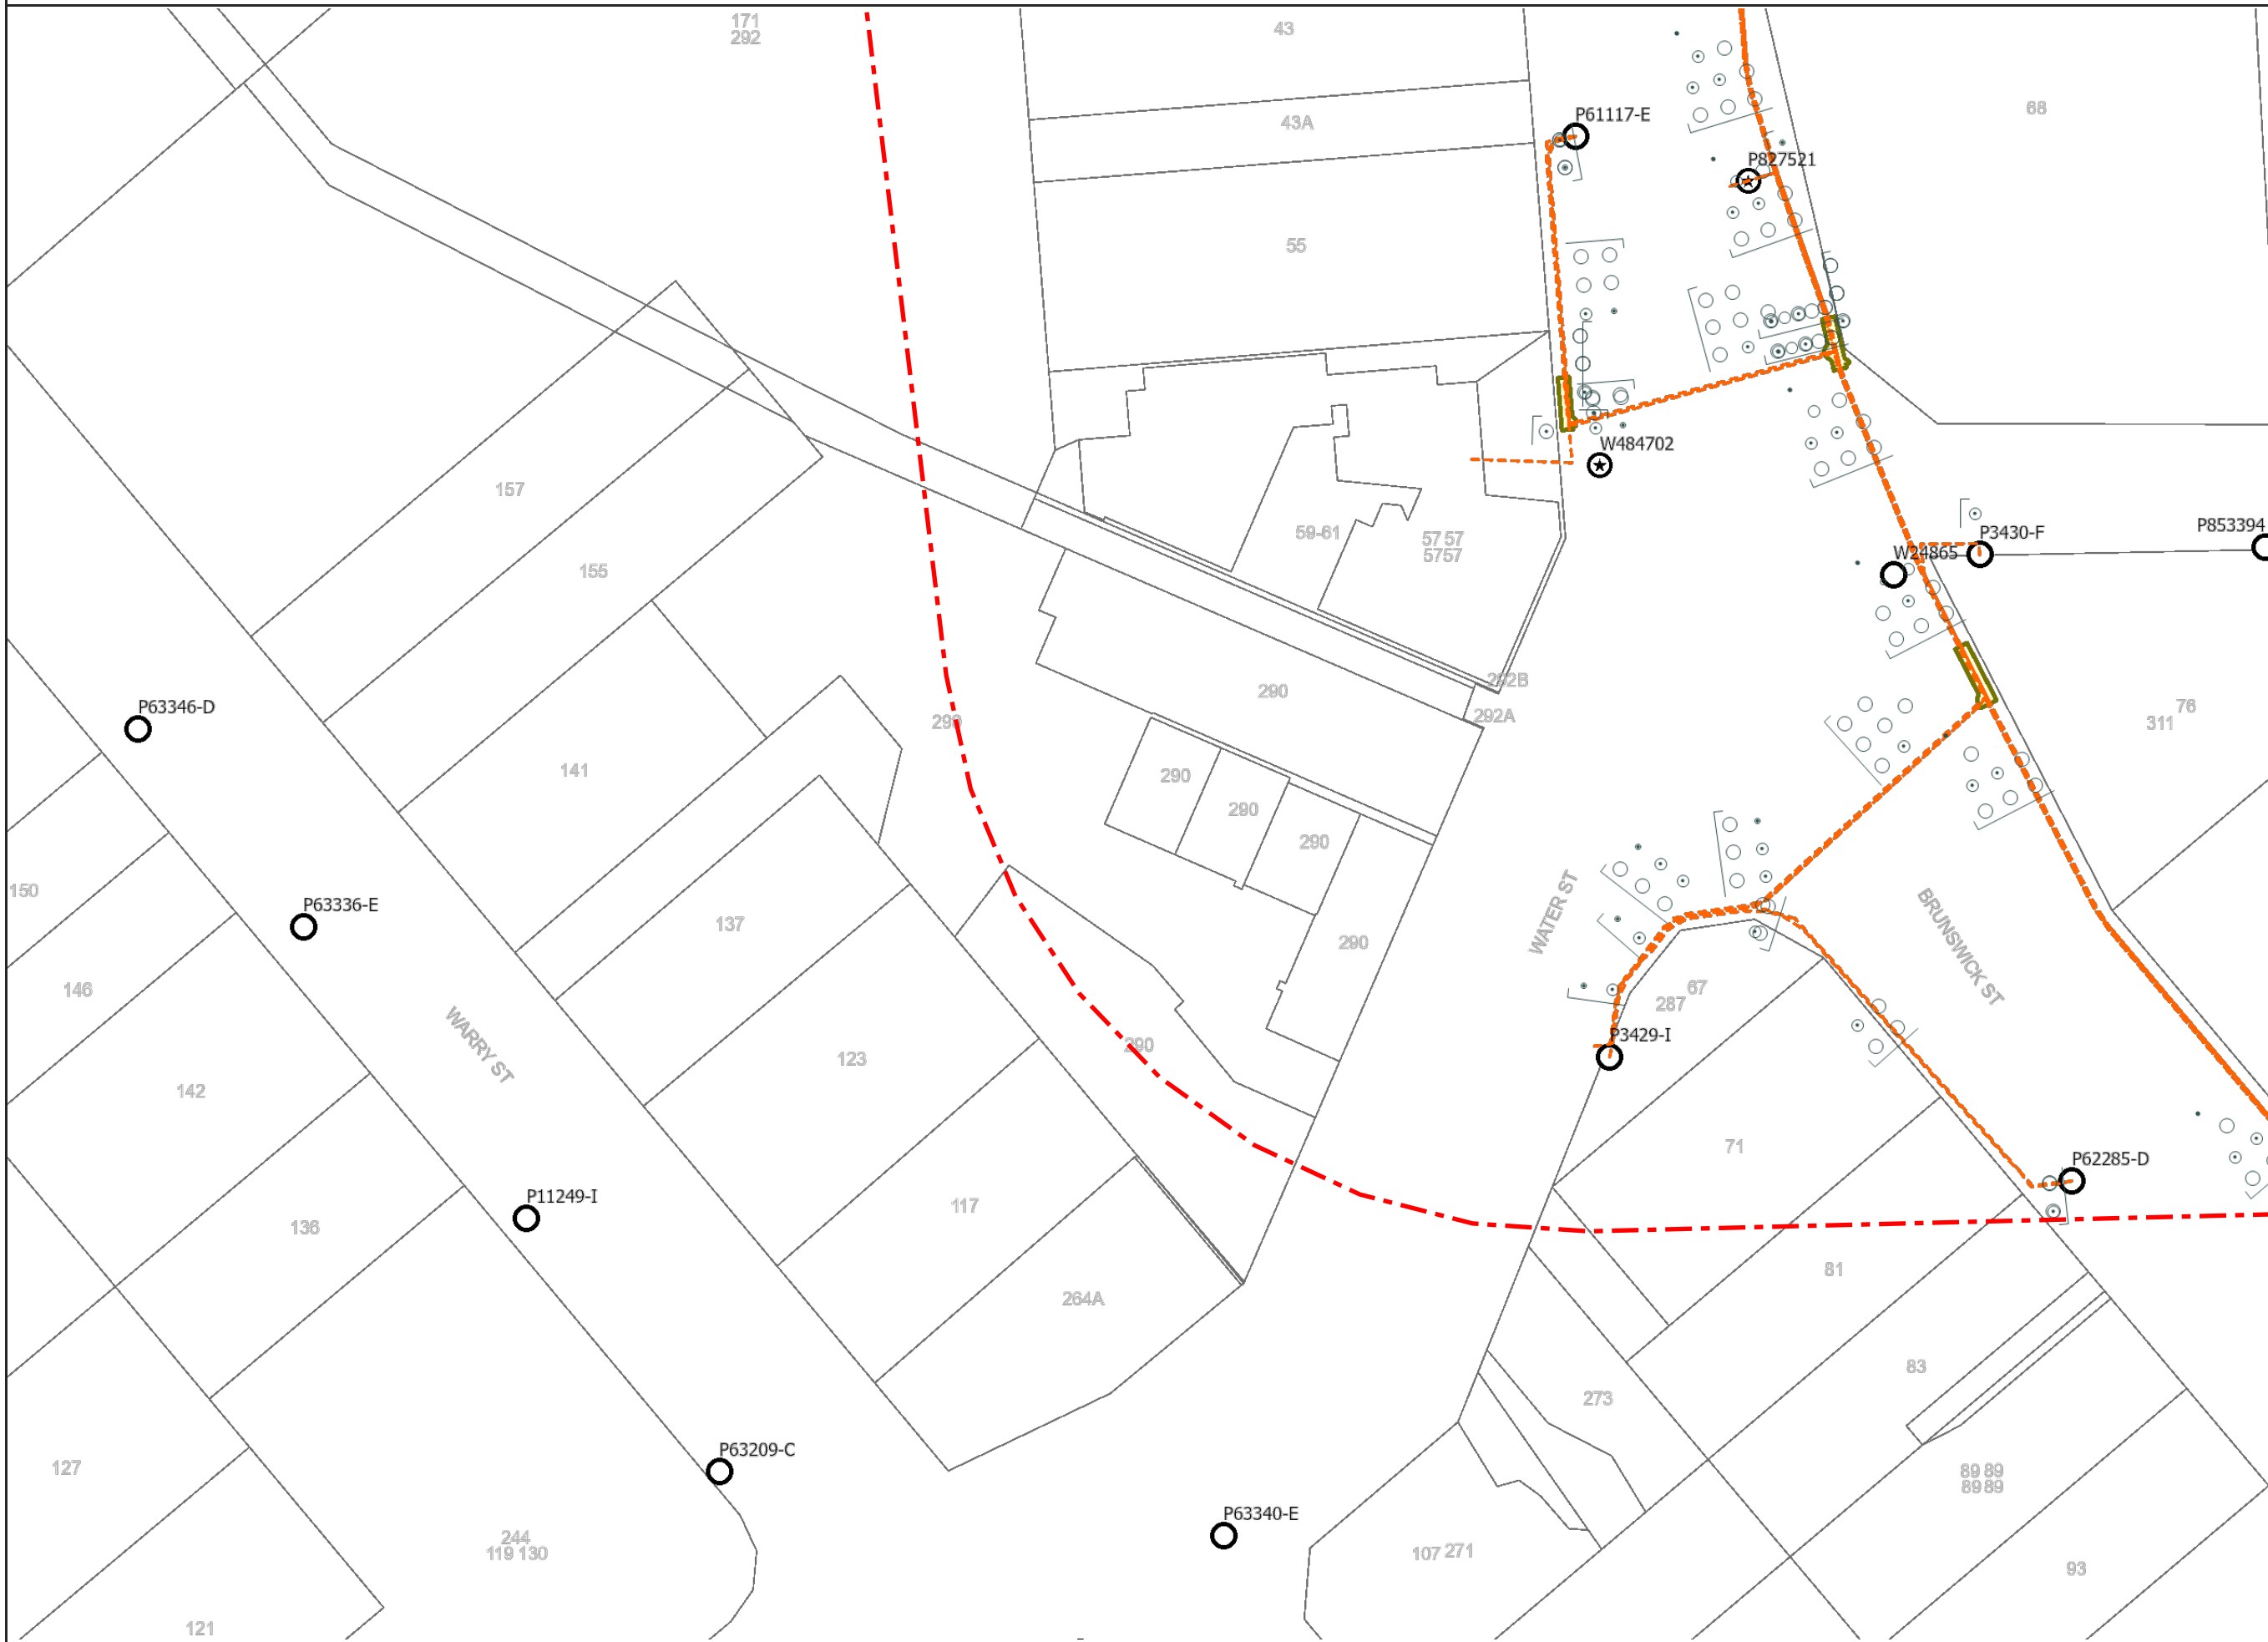 171
292
43
43A
P61117-E
68
P827521
55
W484702
157
59-61
57 57
5757
P853394
P3430-F
W24865
155
292B
290
292A
P63346-D
290
76
311
141
290
290
290
150
P63336-E
137
WATER ST
BRUNSWICK ST
290
146
67
287
WARRY ST
P3429-I
290
123
142
71
P62285-D
P11249-I
117
136
81
264A
83
273
P63209-C
127
89 89
89 89
P63340-E
244
119 130
107 271
93
121